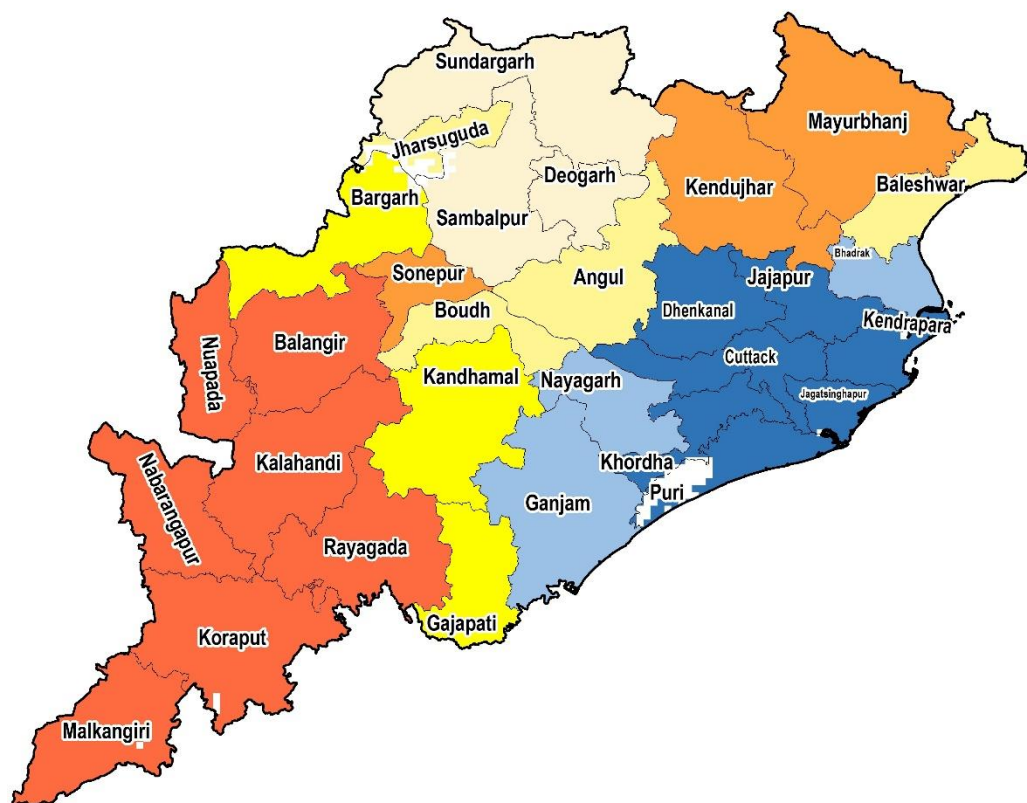 Sundargarh
Mayurbhanj
Jharsuguda
Deogarh
Kendujhar
Baleshwar
Bargarh
Sambalpur
Bhadrak
Sonepur
Angul
Jajapur
Boudh
Dhenkanal
Kendrapara
Balangir
Cuttack
Nuapada
Kandhamal
Nayagarh
Jagatsinghapur
Kalahandi
Khordha
Nabarangapur
Ganjam
Puri
Rayagada
Gajapati
Koraput
Malkangiri